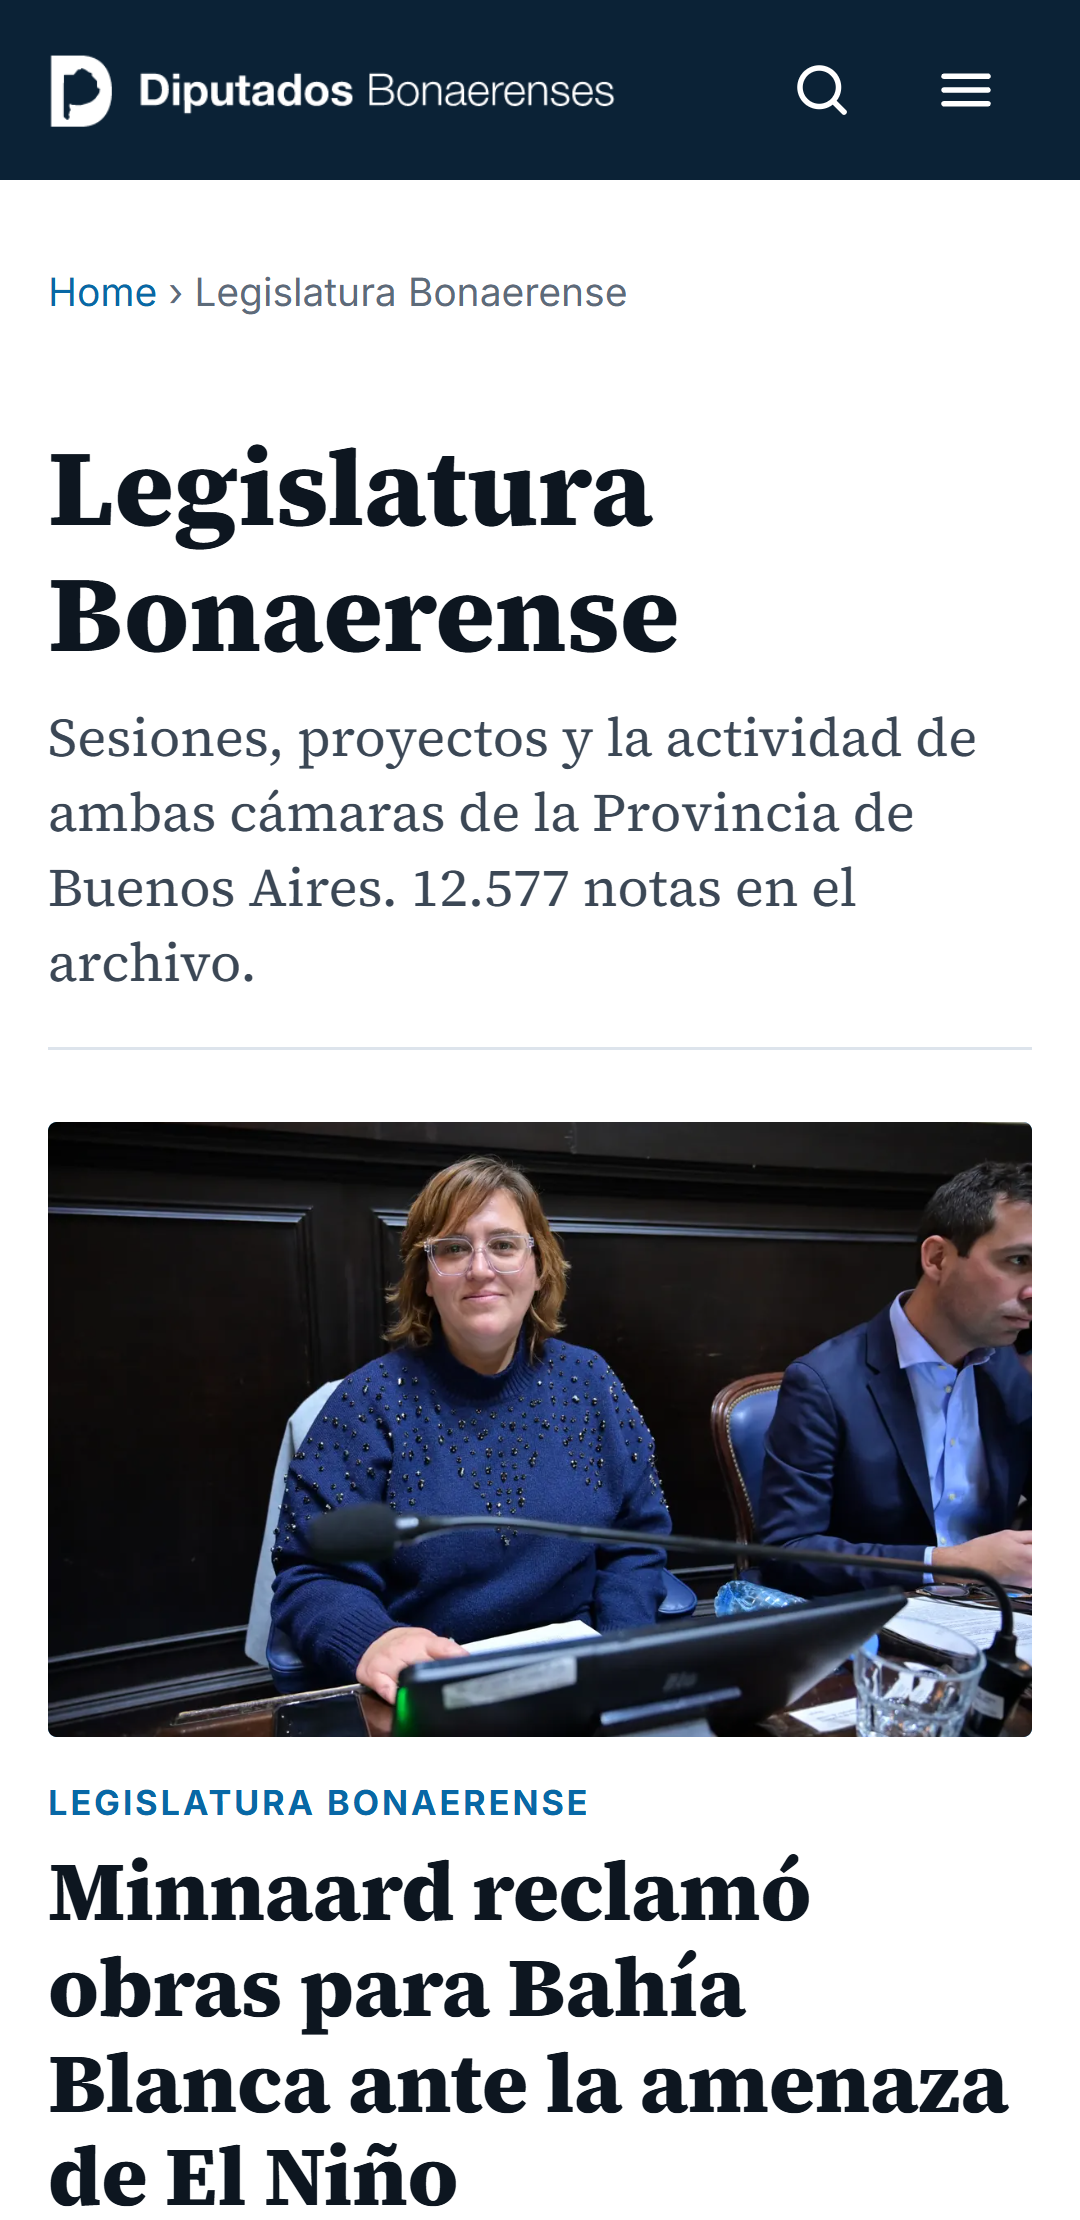 Diputados Bonaerenses
Home › Legislatura Bonaerense
Legislatura
Bonaerense
Sesiones, proyectos y la actividad de
ambas cámaras de la Provincia de
Buenos Aires. 12.577 notas en el
archivo.
LEGISLATURA BONAERENSE
Minnaard reclamó
obras para Bahía
Blanca ante la amenaza
de El Niño